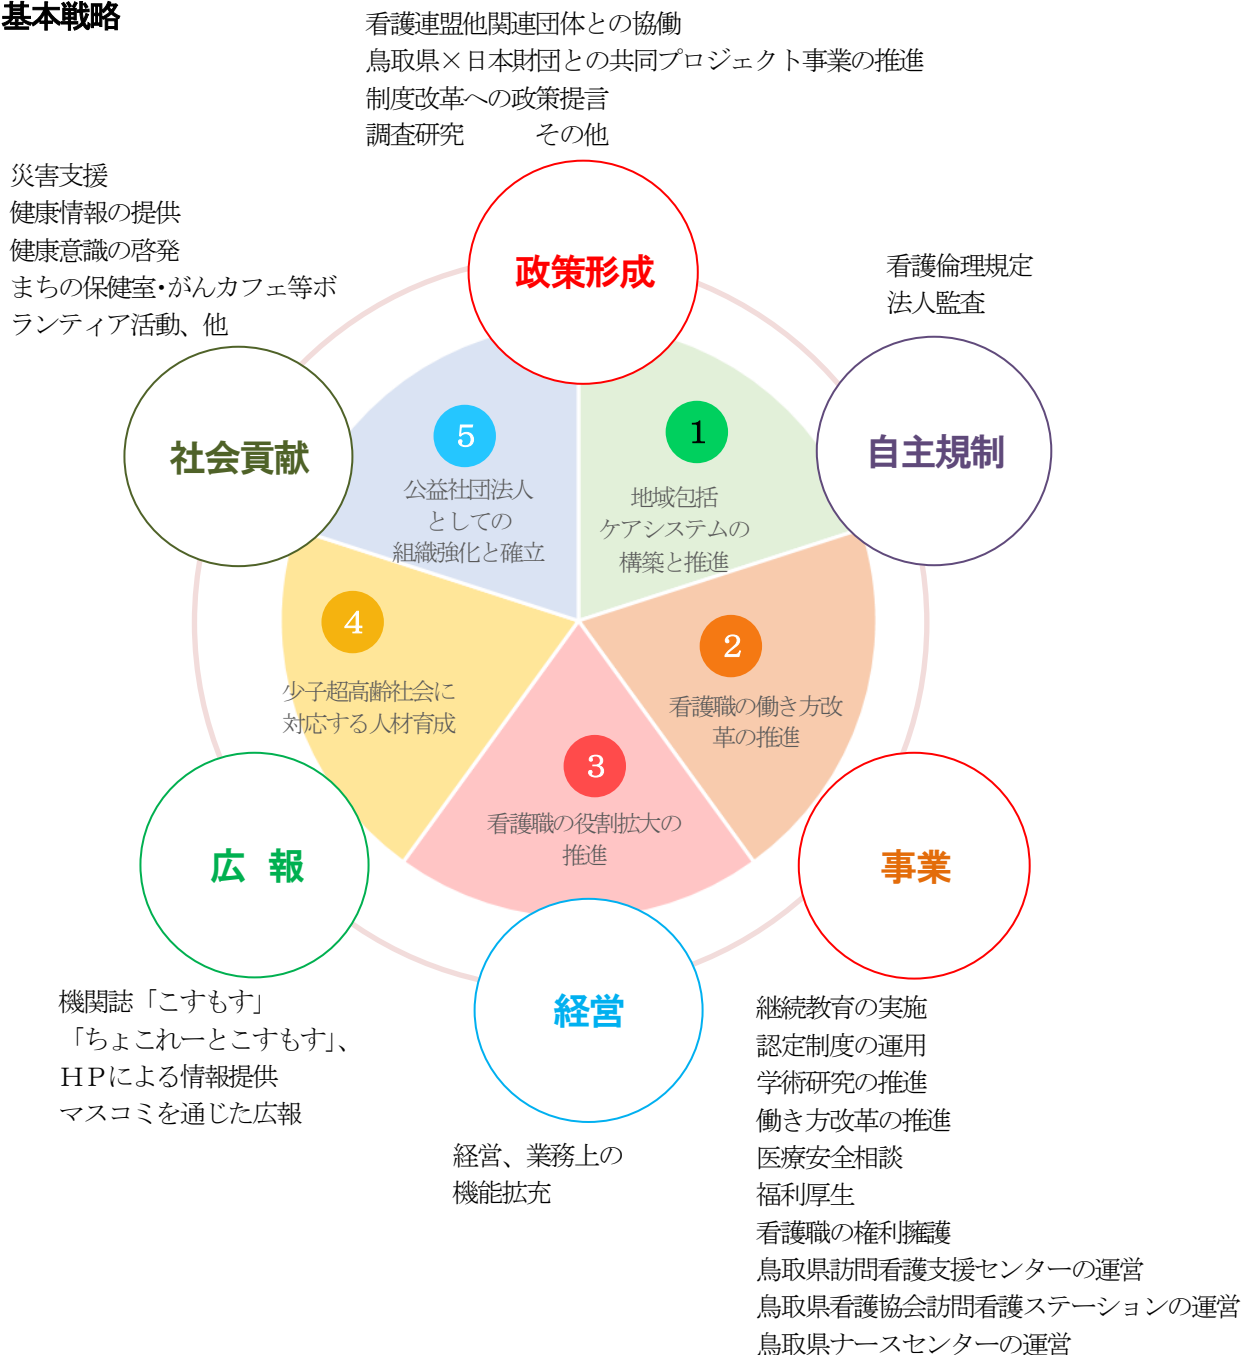 基本戦略
看護連盟他関連団体との協働
鳥取県×日本財団との共同プロジェクト事業の推進
制度改革への政策提言
調査研究　　　その他
災害支援
健康情報の提供
健康意識の啓発
まちの保健室・がんカフェ等ボ
ランティア活動、他
政策形成
看護倫理規定
法人監査
社会貢献
自主規制
5
公益社団法人
としての
組織強化と確立
1
地域包括
ケアシステムの
構築と推進
4
少子超高齢社会に
対応する人材育成
2
看護職の働き方改
革の推進
3
看護職の役割拡大の
推進
広　報
事業
経営
機関誌「こすもす」
「ちょこれーとこすもす」、
ＨＰによる情報提供
マスコミを通じた広報
経営、業務上の
機能拡充
継続教育の実施
認定制度の運用
学術研究の推進
働き方改革の推進
医療安全相談
福利厚生
看護職の権利擁護
鳥取県訪問看護支援センターの運営
鳥取県看護協会訪問看護ステーションの運営
鳥取県ナースセンターの運営